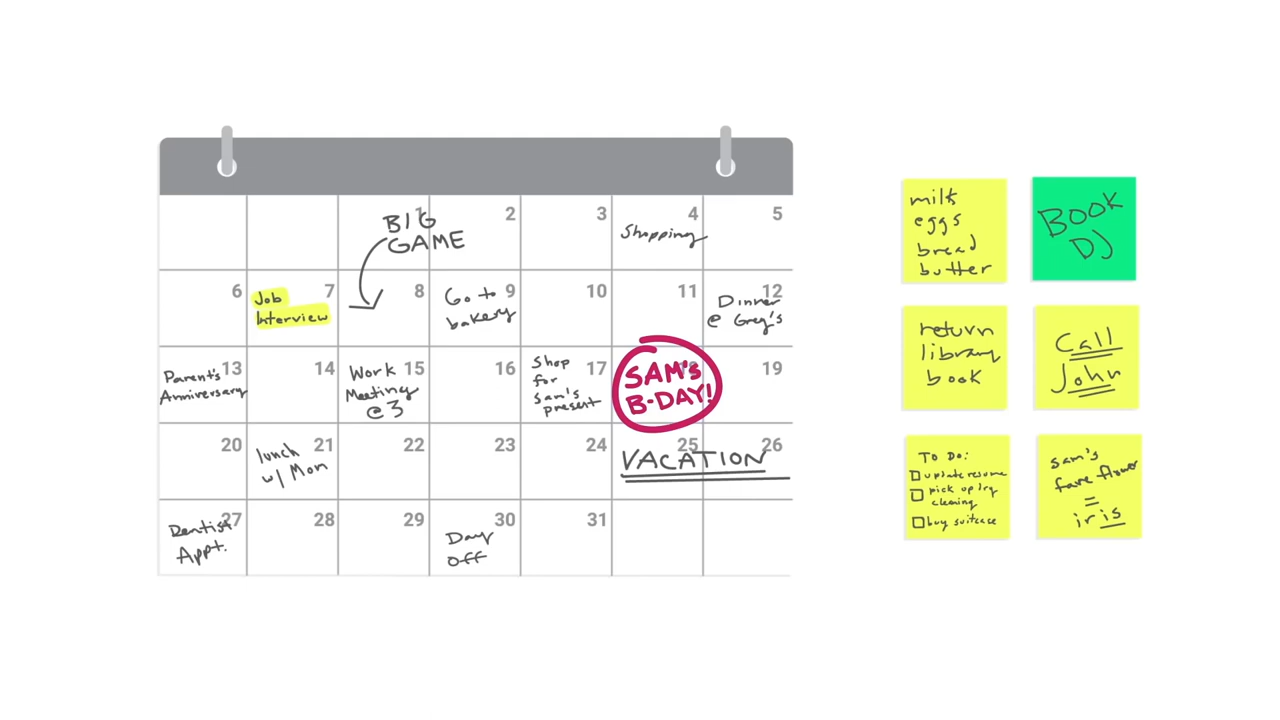 1 2 3 4 5
BIG
GAME
Shopping
6 7 8 9 10 11 12
Job
Interview
Go to
bakery
Dinner
@ Greg's
13 14 15 16 17 18 19
Parent's
Anniversary
Work
Meeting
@ 3
Shop
for
Sam's
present
SAM'S
B-DAY!
20 21 22 23 24 25 26
lunch
w/ Mom
VACATION
27 28 29 30 31
Dentist
Appt.
Day
Off
milk
eggs
bread
butter
BOOK
DJ
return
library
book
Call
John
TO DO:
update resume
pick up dry
cleaning
buy suitcase
Sam's
fave flower
=
iris